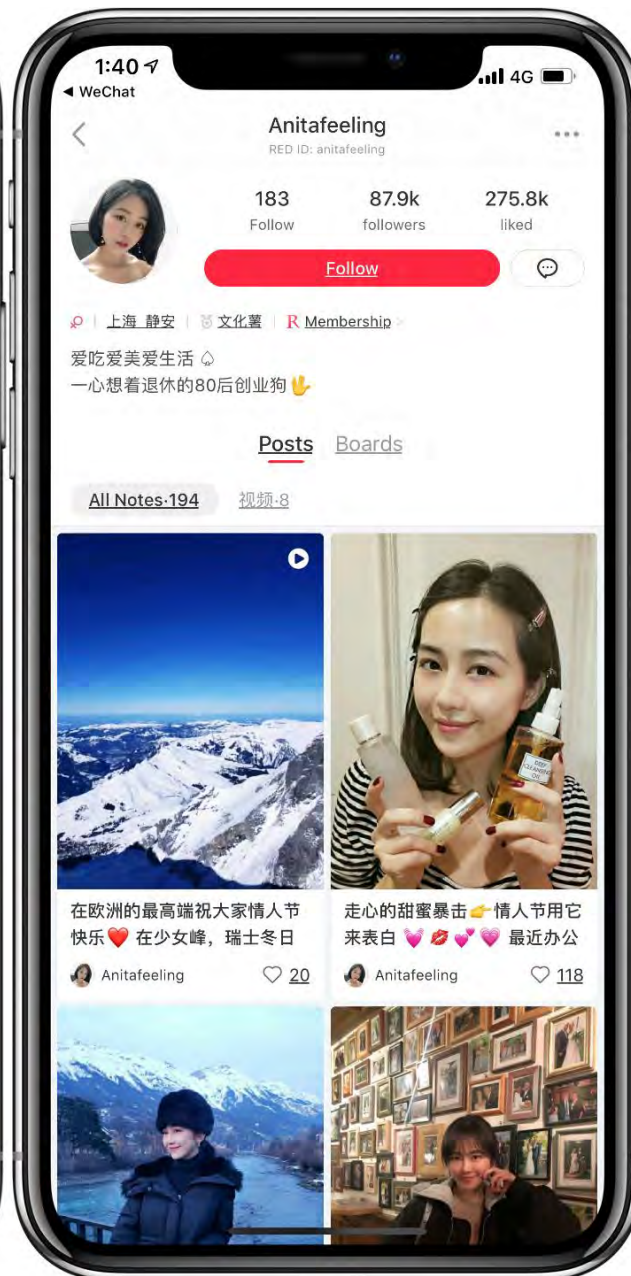 1:40
4G
◀ WeChat
Anitafeeling
RED ID: anitafeeling
183 87.9k 275.8k
Follow followers liked
Follow
上海 静安 文化薯 R Membership >
爱吃爱美爱生活 ♤
一心想着退休的80后创业狗🖖
Posts Boards
All Notes·194 视频·8
DEEP
CLEANSING
OIL
在欧洲的最高端祝大家情人节
快乐❤️ 在少女峰，瑞士冬日
Anitafeeling 20
走心的甜蜜暴击👉情人节用它
来表白 💓 💋 💕 💗 最近办公
Anitafeeling 118